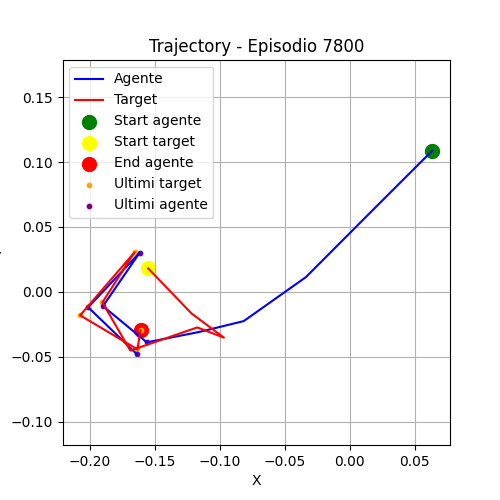 Trajectory - Episodio 7800
Agente
Target
Start agente
Start target
End agente
Ultimi target
Ultimi agente
0.15
0.10
0.05
0.00
−0.05
−0.10
−0.20
−0.15
−0.10
−0.05
0.00
0.05
X